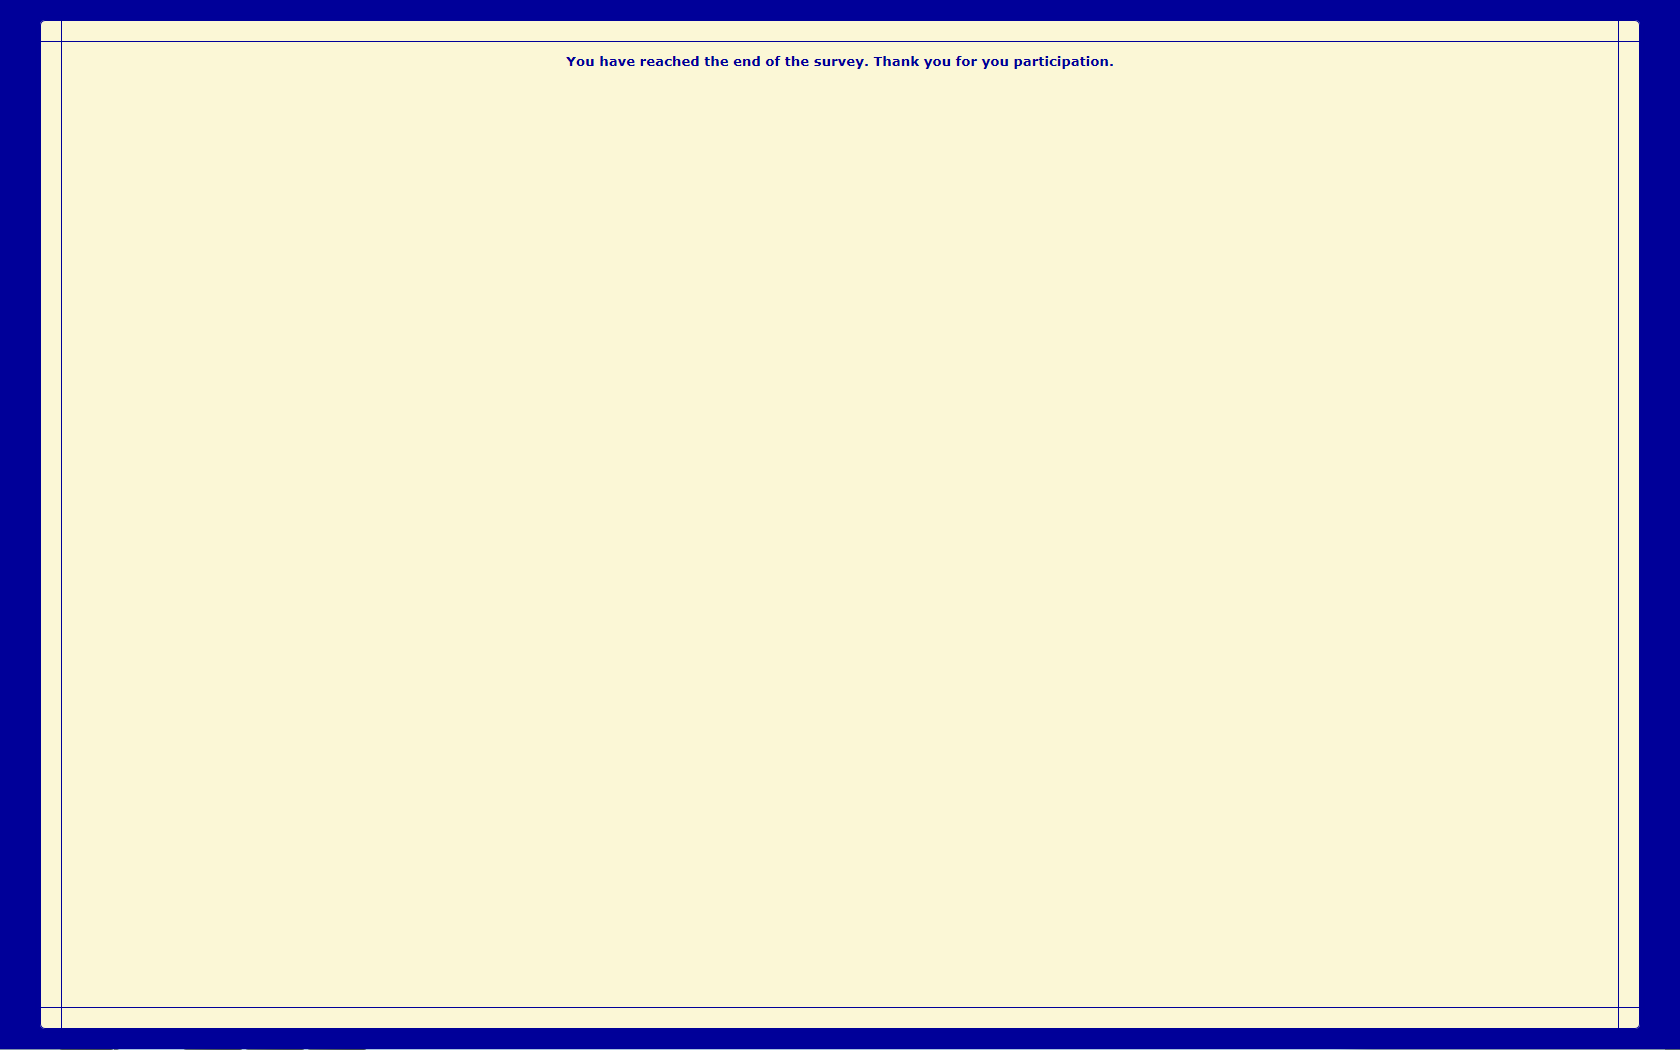 You have reached the end of the survey. Thank you for you participation.